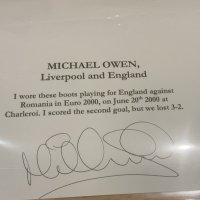 MICHAEL OWEN,
Liverpool and England
I wore these boots playing for England against
Romania in Euro 2000, on June 20th 2000 at
Charleroi. I scored the second goal, but we lost 3-2.